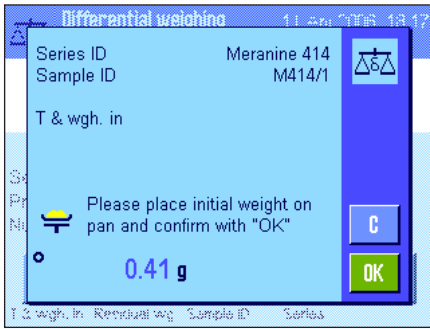 Differential weighing
Series ID Meranine 414
Sample ID M414/1
T & wgh. in
Please place initial weight on
pan and confirm with "OK"
C
0.41 g
OK
T & wgh. in Residual wg Sample ID Series